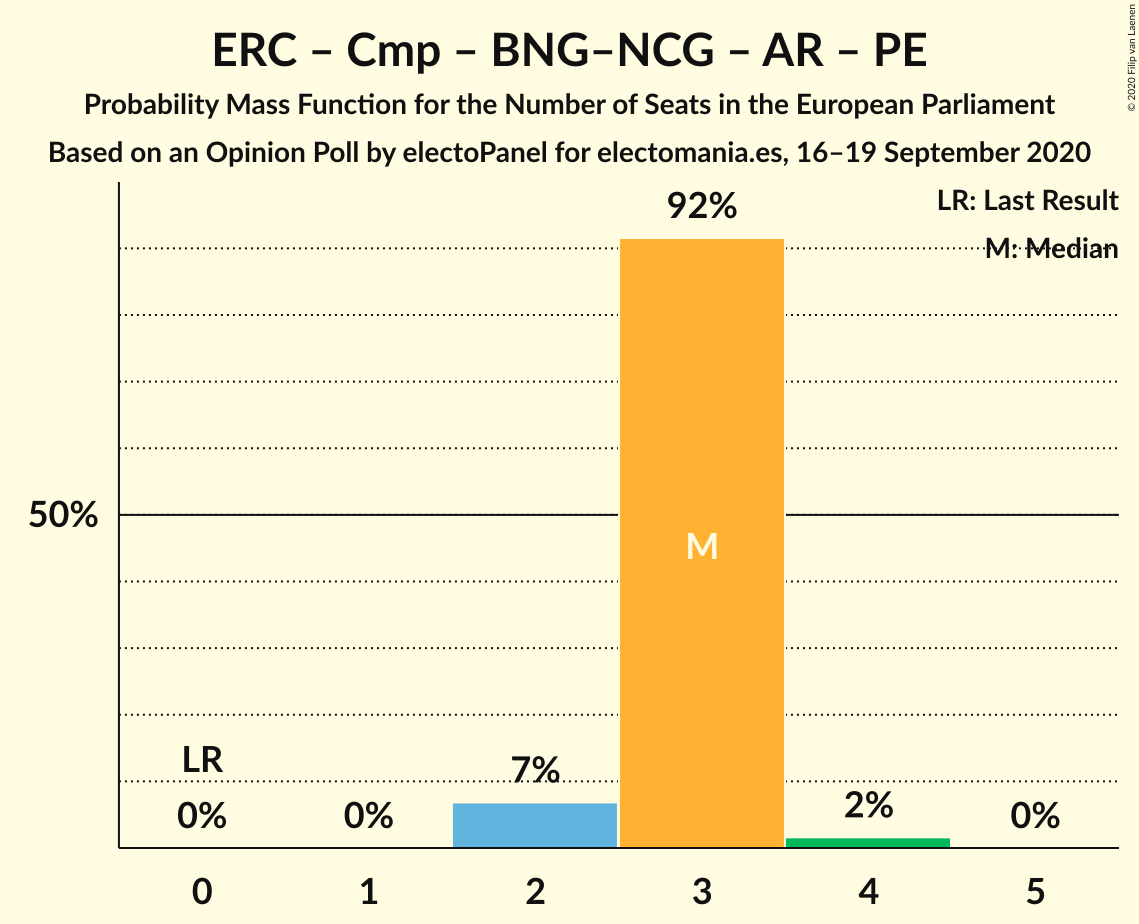 ERC – Cmp – BNG–NCG – AR – PE
Probability Mass Function for the Number of Seats in the European Parliament
Based on an Opinion Poll by electoPanel for electomania.es, 16–19 September 2020
© 2020 Filip van Laenen
LR: Last Result
M: Median
92%
50%
M
LR
0%
0%
7%
2%
0%
0
1
2
3
4
5